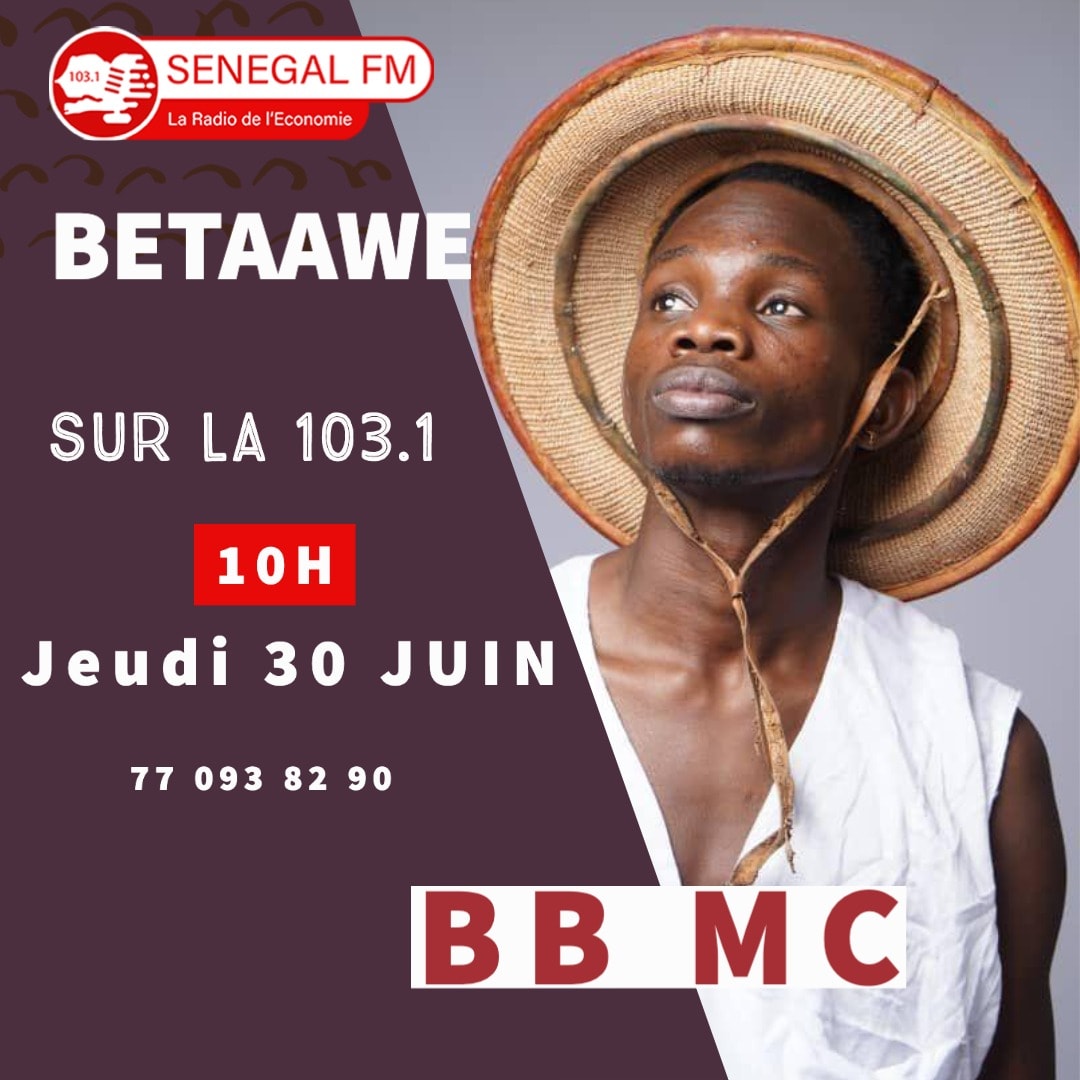 103.1
SENEGAL FM
La Radio de l'Economie
BETAAWE
SUR LA 103.1
10H
Jeudi 30 JUIN
77 093 82 90
BB MC